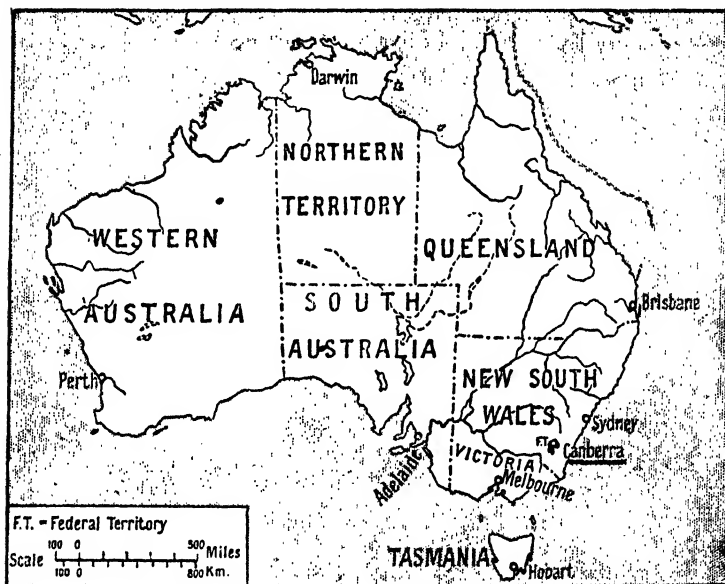 Darwin
NORTHERN
TERRITORY
WESTERN
QUEENSLAND
SOUTH
AUSTRALIA
Brisbane
AUSTRALIA
Perth
NEW SOUTH
WALES
Sydney
F.T.
Canberra
Adelaide
VICTORIA
Melbourne
F.T. = Federal Territory
Scale
100 0 500 Miles
100 0 800 Km.
TASMANIA
Hobart